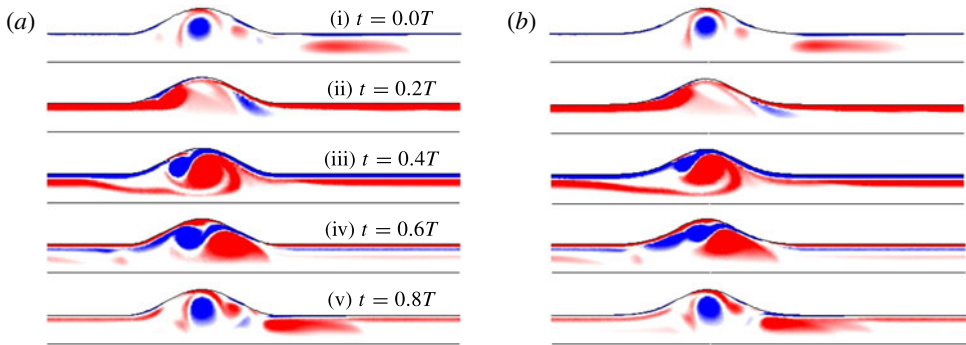 (a)
(b)
(i) t = 0.0T
(ii) t = 0.2T
(iii) t = 0.4T
(iv) t = 0.6T
(v) t = 0.8T